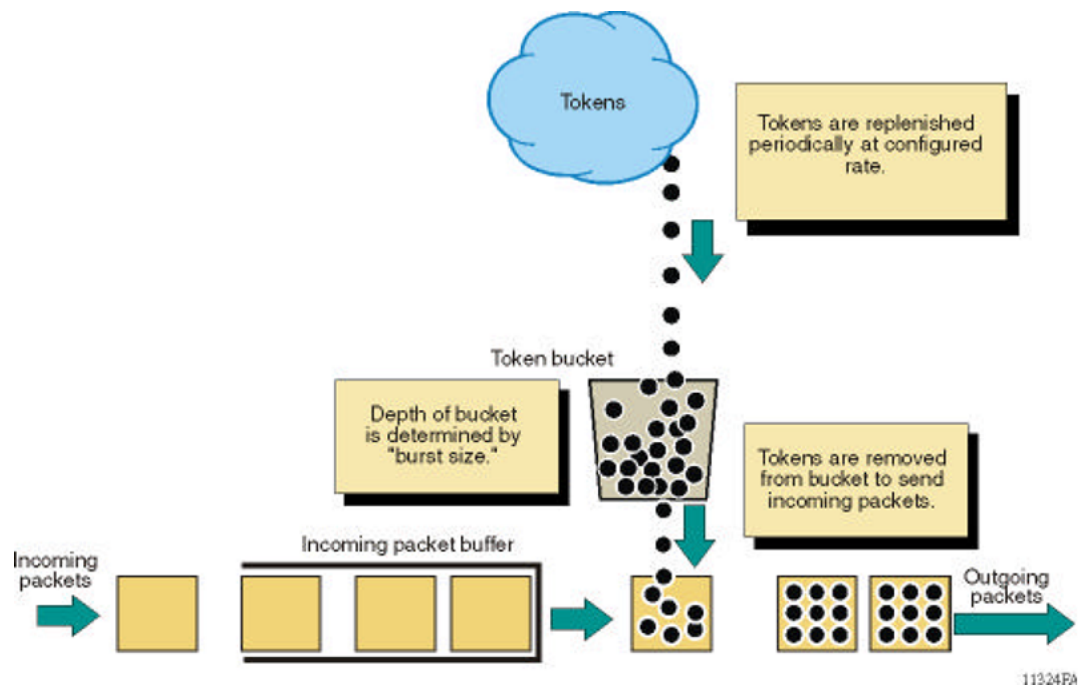 Tokens
Tokens are replenished
periodically at configured
rate.
Token bucket
Depth of bucket
is determined by
"burst size."
Tokens are removed
from bucket to send
incoming packets.
Incoming packet buffer
Incoming
packets
Outgoing
packets
11324PA